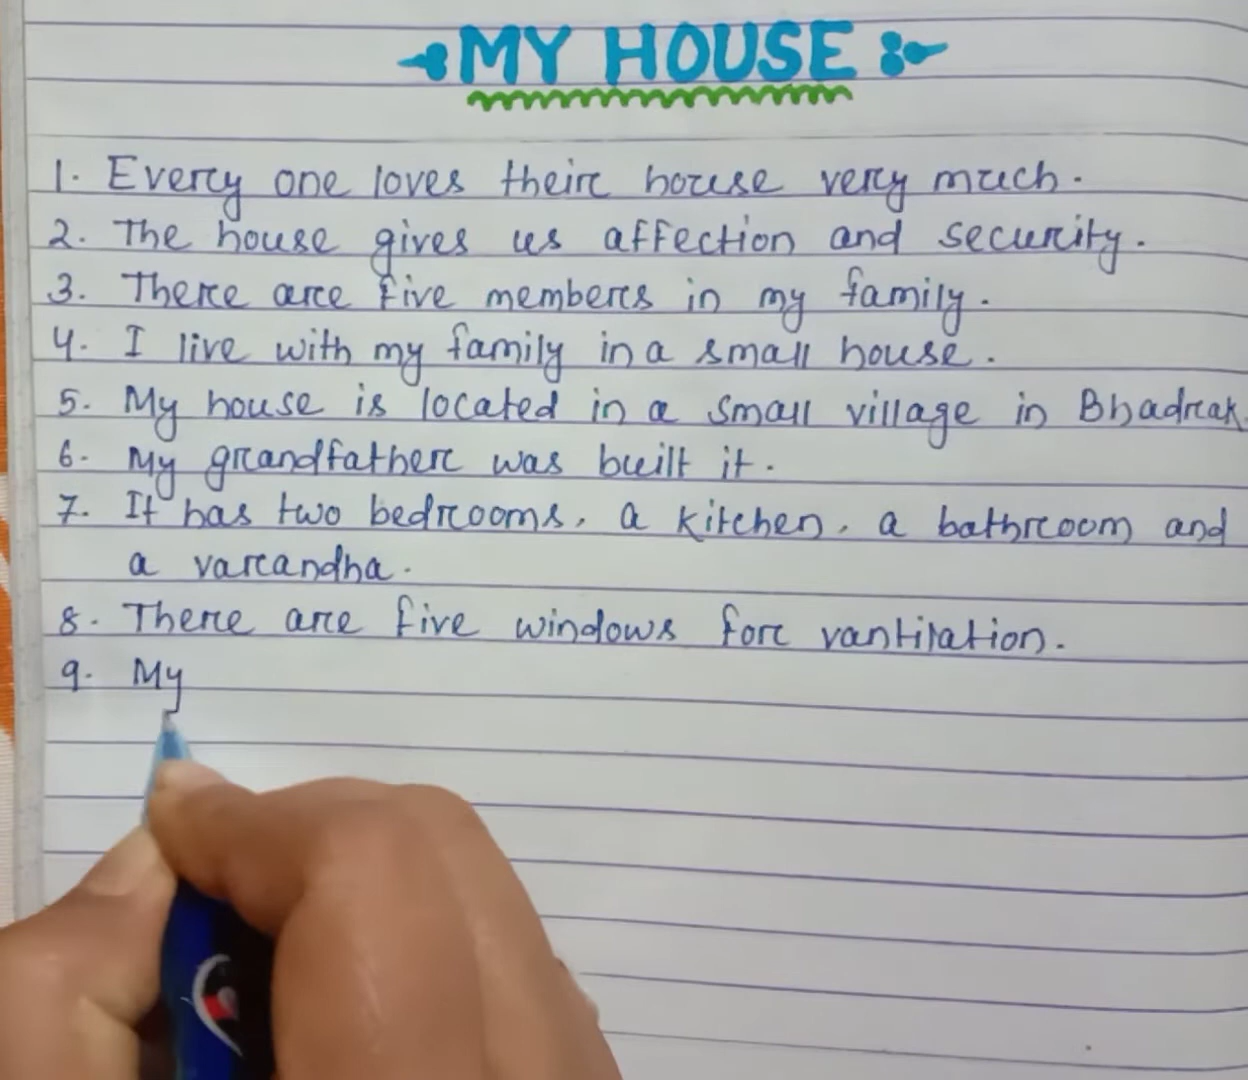 MY HOUSE
1. Every one loves their house very much.
2. The house gives us affection and security.
3. There are five members in my family.
4. I live with my family in a small house.
5. My house is located in a small village in Bhadrak.
6. My grandfather was built it.
7. It has two bedrooms, a kitchen, a bathroom and
a varandha.
8. There are five windows for vantilation.
9. My